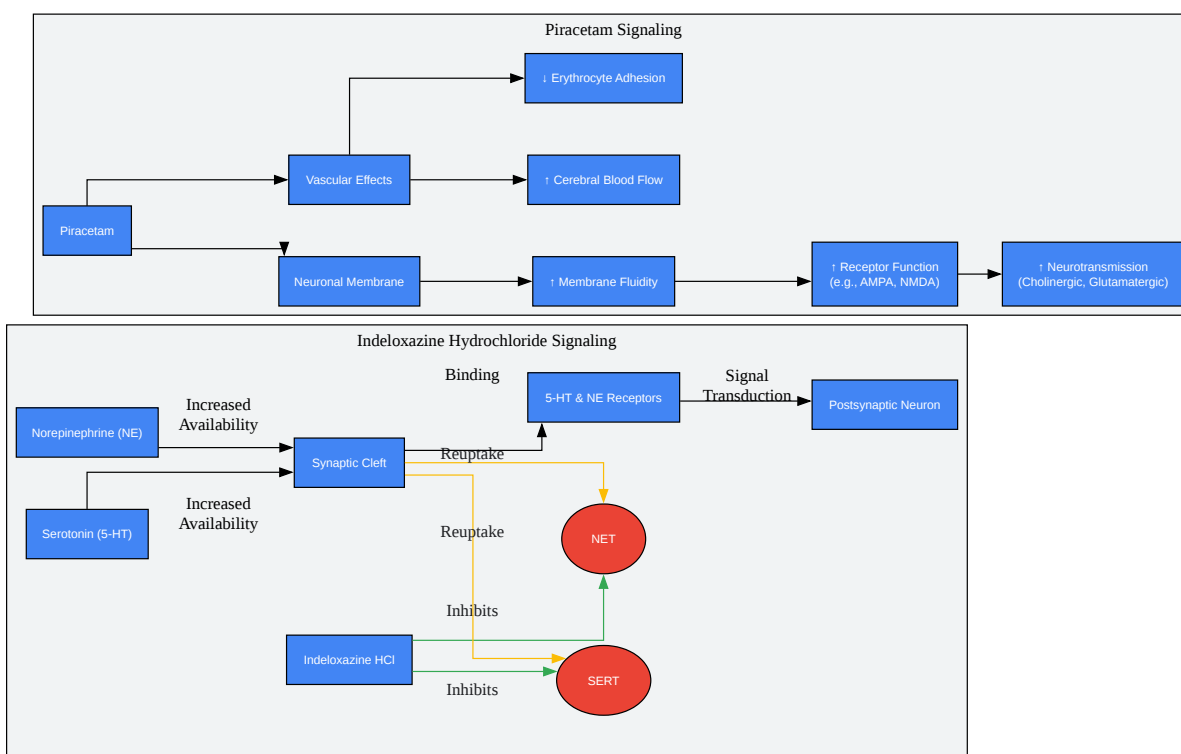 Piracetam Signaling
↓ Erythrocyte Adhesion
Vascular Effects
↑ Cerebral Blood Flow
Piracetam
Neuronal Membrane
↑ Membrane Fluidity
↑ Receptor Function
(e.g., AMPA, NMDA)
↑ Neurotransmission
(Cholinergic, Glutamatergic)
Indeloxazine Hydrochloride Signaling
Binding
5-HT & NE Receptors
Signal
Transduction
Postsynaptic Neuron
Increased
Availability
Norepinephrine (NE)
Synaptic Cleft
Reuptake
Increased
Availability
Serotonin (5-HT)
Reuptake
NET
Inhibits
Indeloxazine HCl
SERT
Inhibits